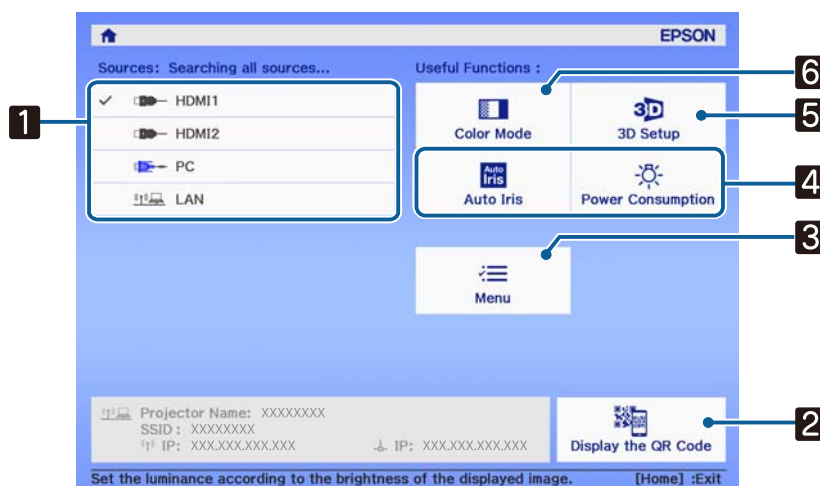 EPSON
Sources: Searching all sources...
Useful Functions :
1
HDMI1
HDMI2
PC
LAN
6
Color Mode
3D
3D Setup
5
Auto
Iris
Auto Iris
Power Consumption
4
3
Menu
Projector Name: XXXXXXXX
SSID : XXXXXXXX
IP: XXX.XXX.XXX.XXX
IP: XXX.XXX.XXX.XXX
Display the QR Code
2
Set the luminance according to the brightness of the displayed image.
[Home] :Exit